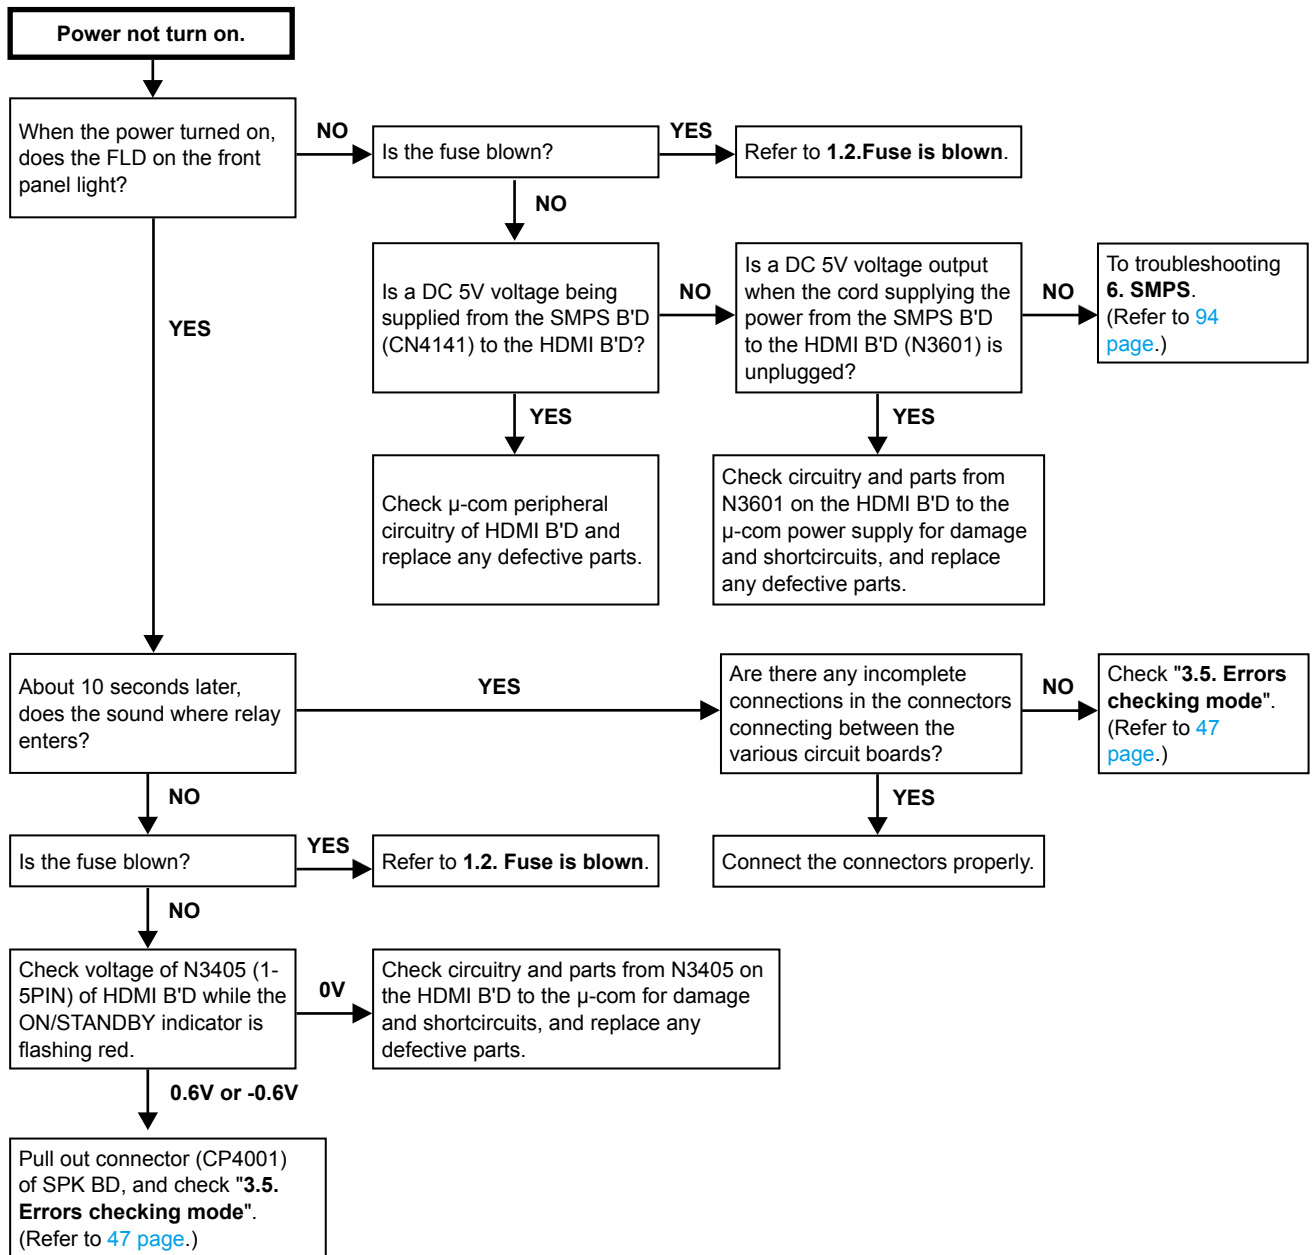 Power not turn on.
When the power turned on,
does the FLD on the front
panel light?
NO
Is the fuse blown?
YES
Refer to 1.2.Fuse is blown.
NO
YES
Is a DC 5V voltage being
supplied from the SMPS B'D
(CN4141) to the HDMI B'D?
NO
Is a DC 5V voltage output
when the cord supplying the
power from the SMPS B'D
to the HDMI B'D (N3601) is
unplugged?
NO
To troubleshooting
6. SMPS.
(Refer to 94
page.)
YES
YES
Check µ-com peripheral
circuitry of HDMI B'D and
replace any defective parts.
Check circuitry and parts from
N3601 on the HDMI B'D to the
µ-com power supply for damage
and shortcircuits, and replace
any defective parts.
About 10 seconds later,
does the sound where relay
enters?
YES
Are there any incomplete
connections in the connectors
connecting between the
various circuit boards?
NO
Check "3.5. Errors
checking mode".
(Refer to 47
page.)
NO
YES
Is the fuse blown?
YES
Refer to 1.2. Fuse is blown.
Connect the connectors properly.
NO
Check voltage of N3405 (1-
5PIN) of HDMI B'D while the
ON/STANDBY indicator is
flashing red.
0V
Check circuitry and parts from N3405 on
the HDMI B'D to the µ-com for damage
and shortcircuits, and replace any
defective parts.
0.6V or -0.6V
Pull out connector (CP4001)
of SPK BD, and check "3.5.
Errors checking mode".
(Refer to 47 page.)